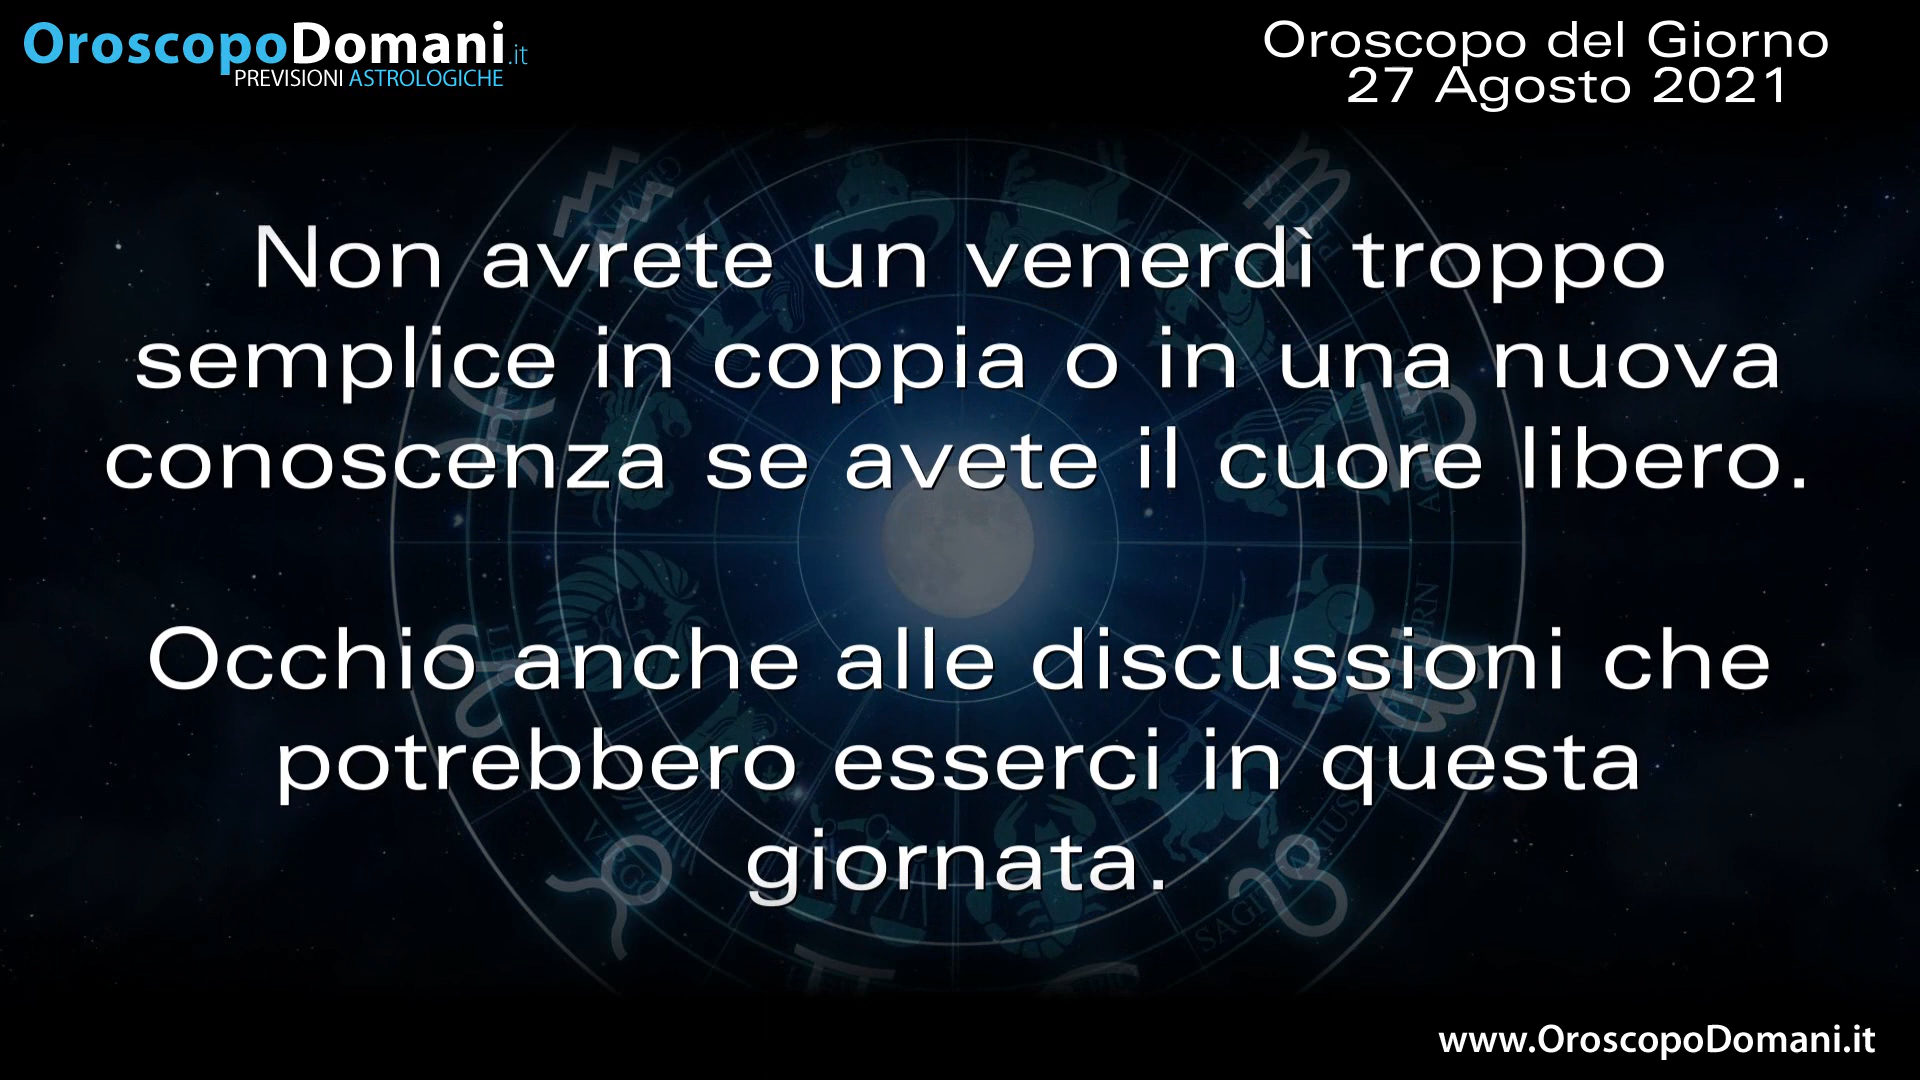 OroscopoDomani.it
PREVISIONI ASTROLOGICHE
Oroscopo del Giorno
27 Agosto 2021
Non avrete un venerdì troppo
semplice in coppia o in una nuova
conoscenza se avete il cuore libero.
Occhio anche alle discussioni che
potrebbero esserci in questa
giornata.
VIRGO
SAGITTARIUS
www.OroscopoDomani.it